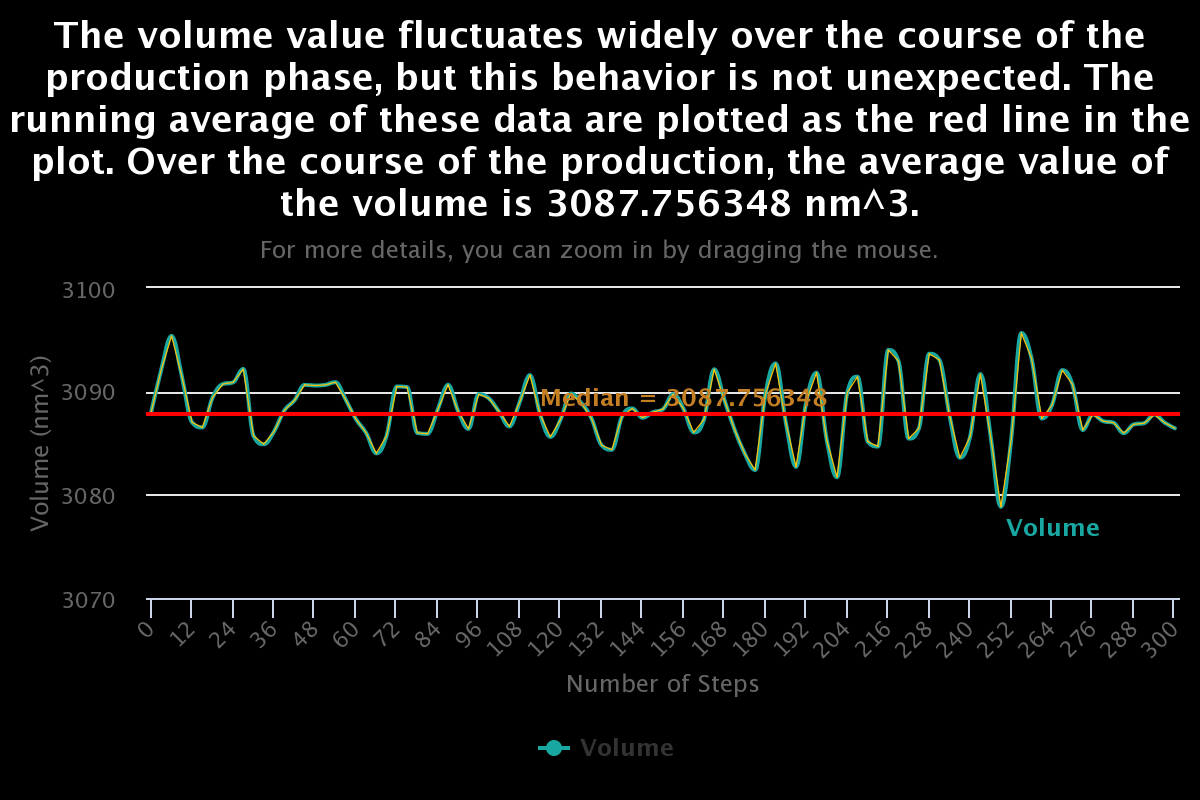 The volume value fluctuates widely over the course of the
production phase, but this behavior is not unexpected. The
running average of these data are plotted as the red line in the
plot. Over the course of the production, the average value of
the volume is 3087.756348 nm^3.
For more details, you can zoom in by dragging the mouse.
3100
3090
3080
3070
Volume (nm^3)
Median = 3087.756348
Volume
0 12 24 36 48 60 72 84 96 108 120 132 144 156 168 180 192 204 216 228 240 252 264 276 288 300
Number of Steps
Volume